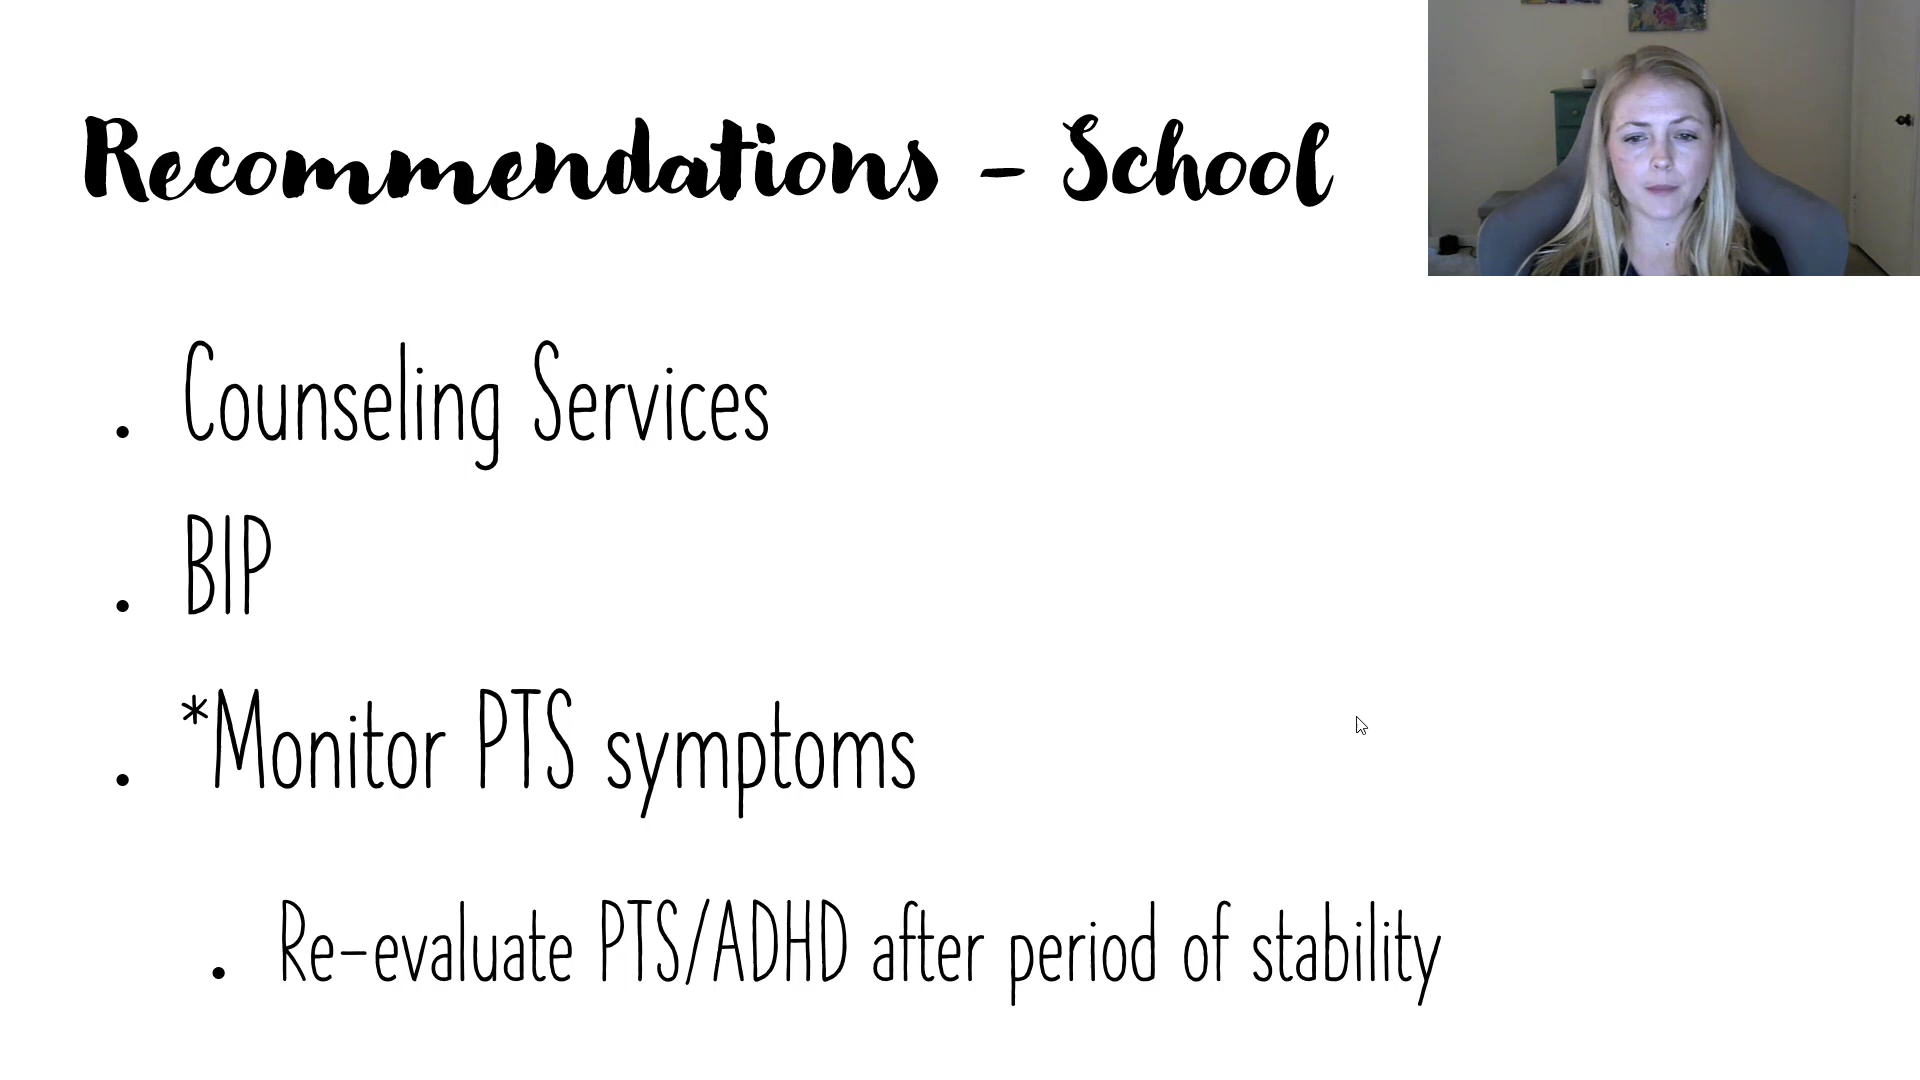 Recommendations - School
. Counseling Services
. BIP
. *Monitor PTS symptoms
. Re-evaluate PTS/ADHD after period of stability